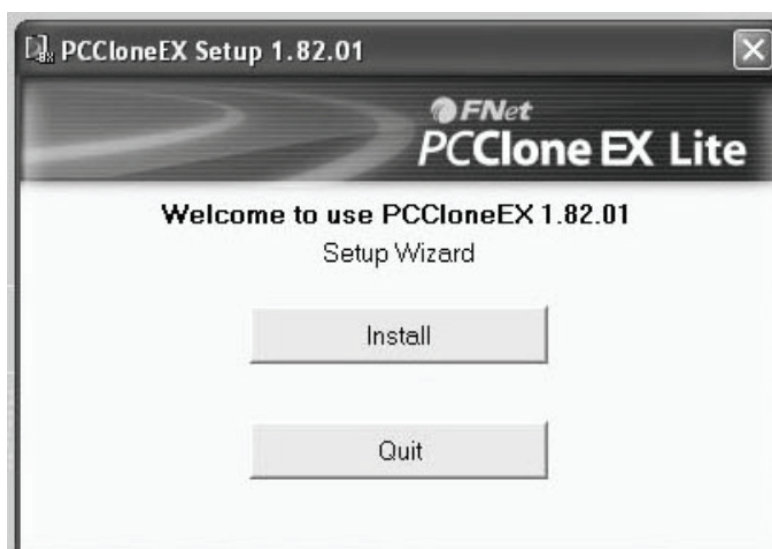 PCCloneEX Setup 1.82.01
FNet
PCClone EX Lite
Welcome to use PCCloneEX 1.82.01
Setup Wizard
Install
Quit